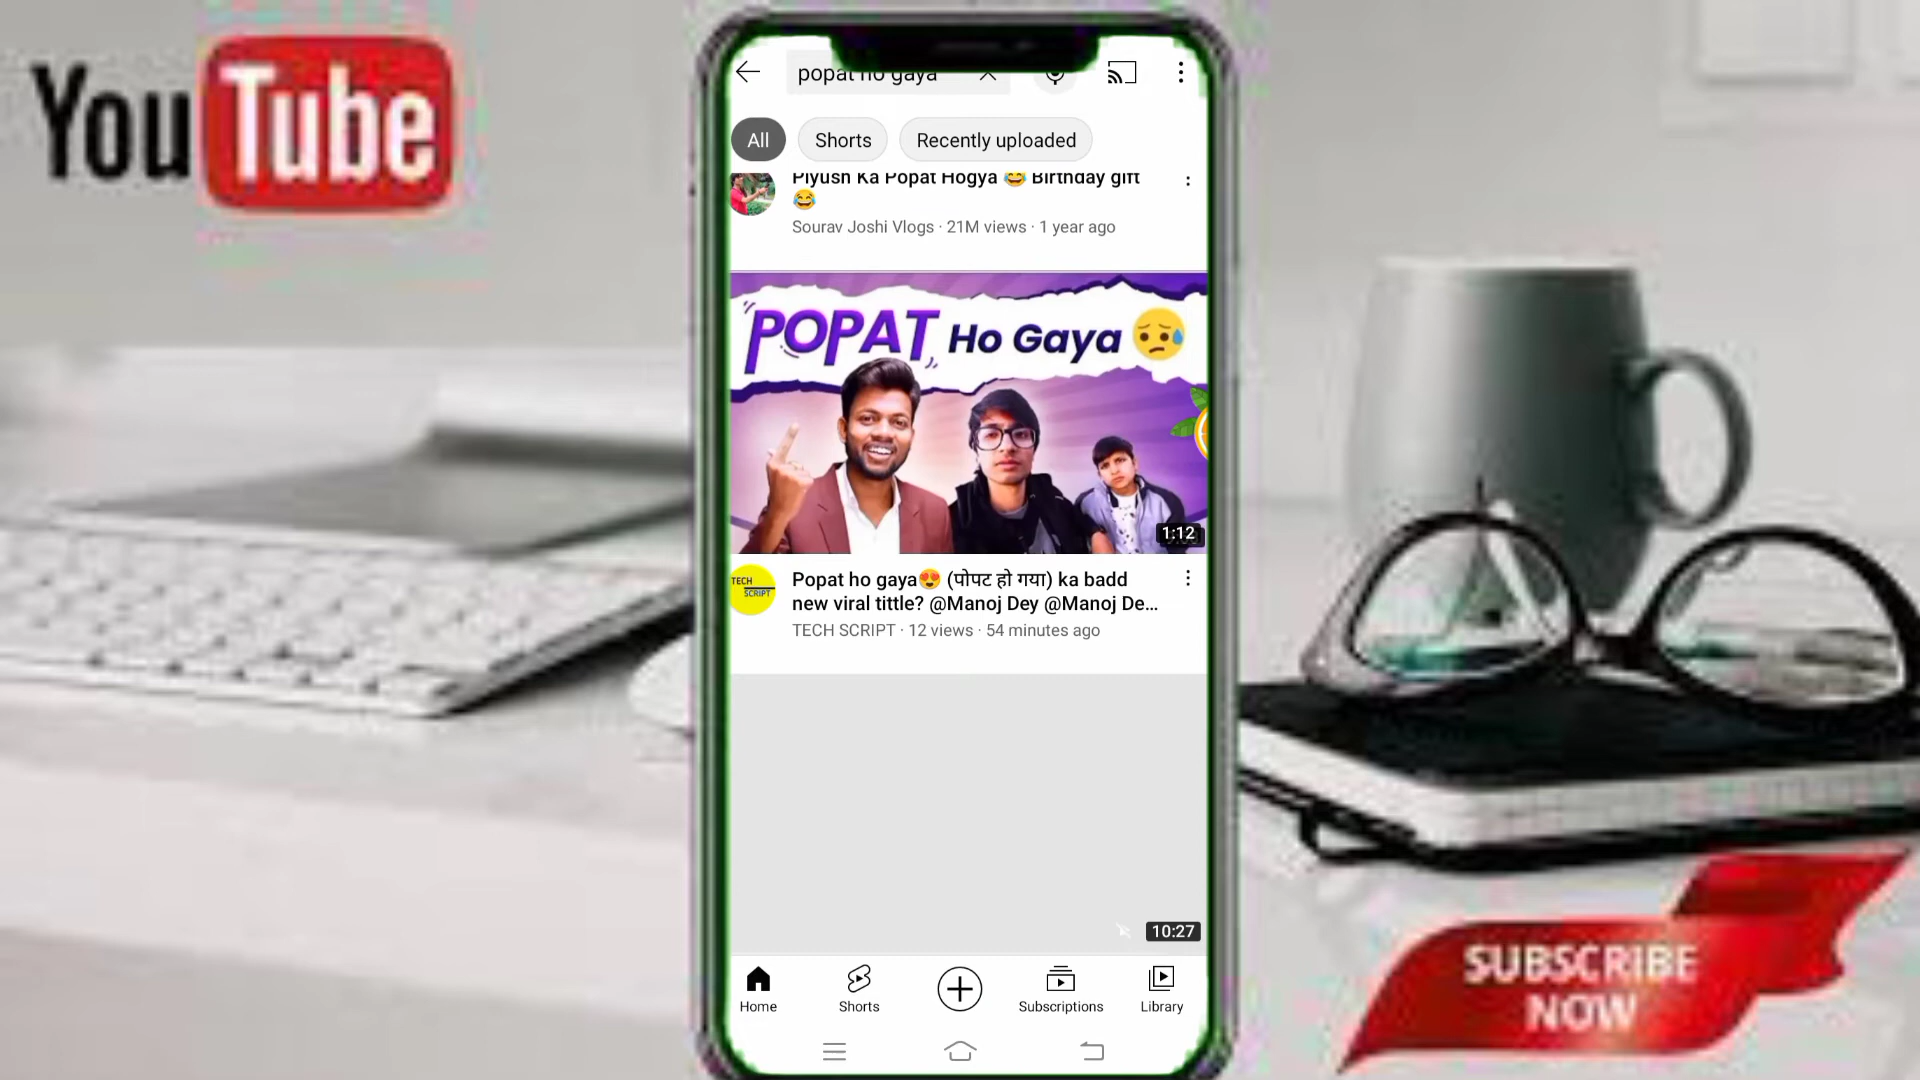 YouTube
popat ho gaya
All
Shorts
Recently uploaded
Piyush Ka Popat Hogya 😂 Birthday gift
😂
Sourav Joshi Vlogs · 21M views · 1 year ago
POPAT Ho Gaya 😥
1:12
TECH
SCRIPT
Popat ho gaya😍 (पोपट हो गया) ka badd
new viral tittle? @Manoj Dey @Manoj De...
TECH SCRIPT · 12 views · 54 minutes ago
10:27
Home
Shorts
Subscriptions
Library
SUBSCRIBE
NOW